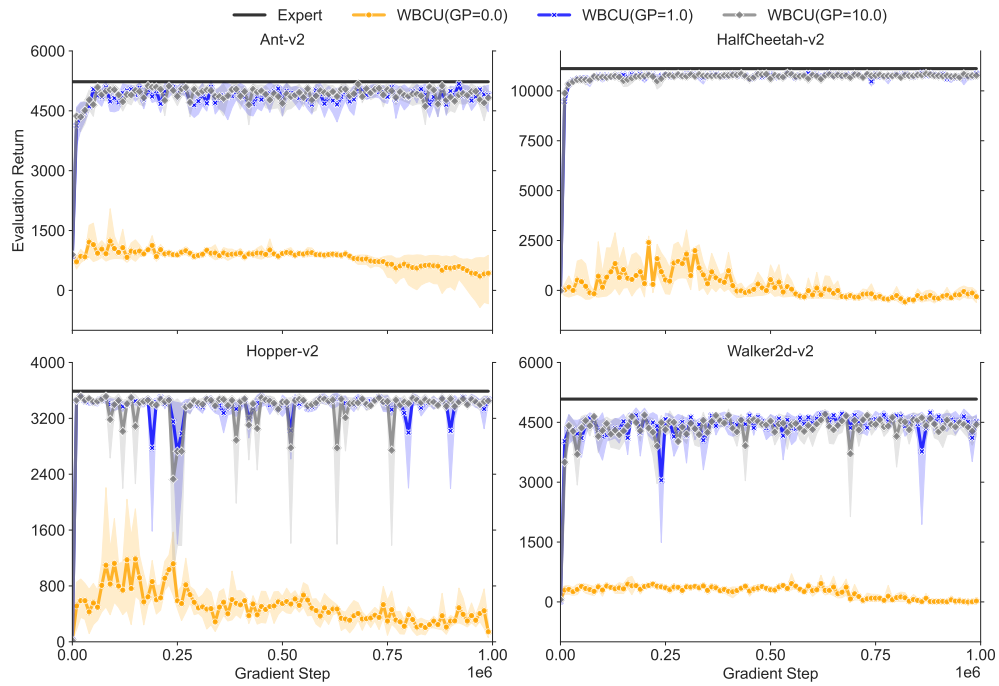 Expert WBCU(GP=0.0) WBCU(GP=1.0) WBCU(GP=10.0)
Ant-v2
6000
4500
3000
1500
0
Evaluation Return
HalfCheetah-v2
10000
7500
5000
2500
0
Hopper-v2
4000
3200
2400
1600
800
0
0.00 0.25 0.50 0.75 1.00
1e6
Gradient Step
Walker2d-v2
6000
4500
3000
1500
0
0.00 0.25 0.50 0.75 1.00
1e6
Gradient Step